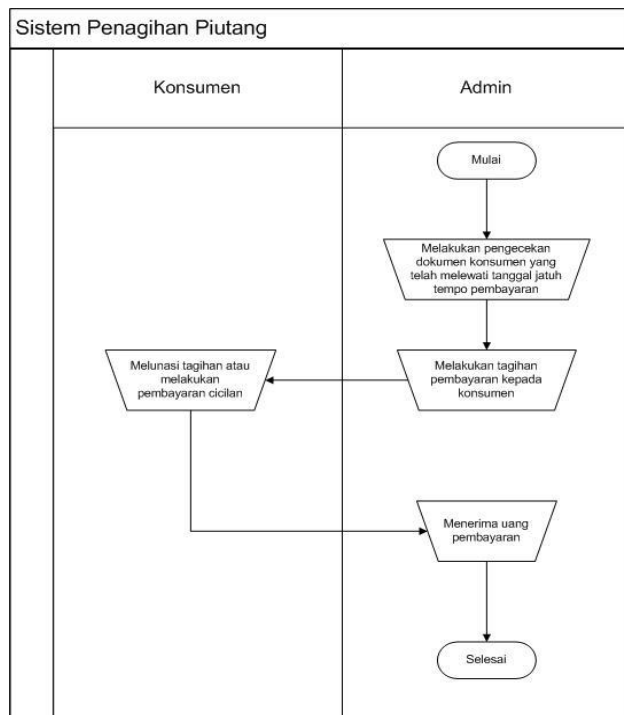 Sistem Penagihan Piutang
Konsumen
Admin
Mulai
Melakukan pengecekan
dokumen konsumen yang
telah melewati tanggal jatuh
tempo pembayaran
Melunasi tagihan atau
melakukan
pembayaran cicilan
Melakukan tagihan
pembayaran kepada
konsumen
Menerima uang
pembayaran
Selesai